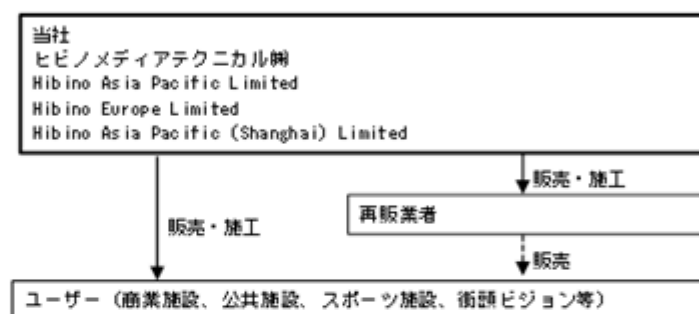 当社
ヒビノメディアテクニカル㈱
Hibino Asia Pacific Limited
Hibino Europe Limited
Hibino Asia Pacific (Shanghai) Limited
販売・施工
再販業者
販売・施工
販売
ユーザー（商業施設、公共施設、スポーツ施設、街頭ビジョン等）